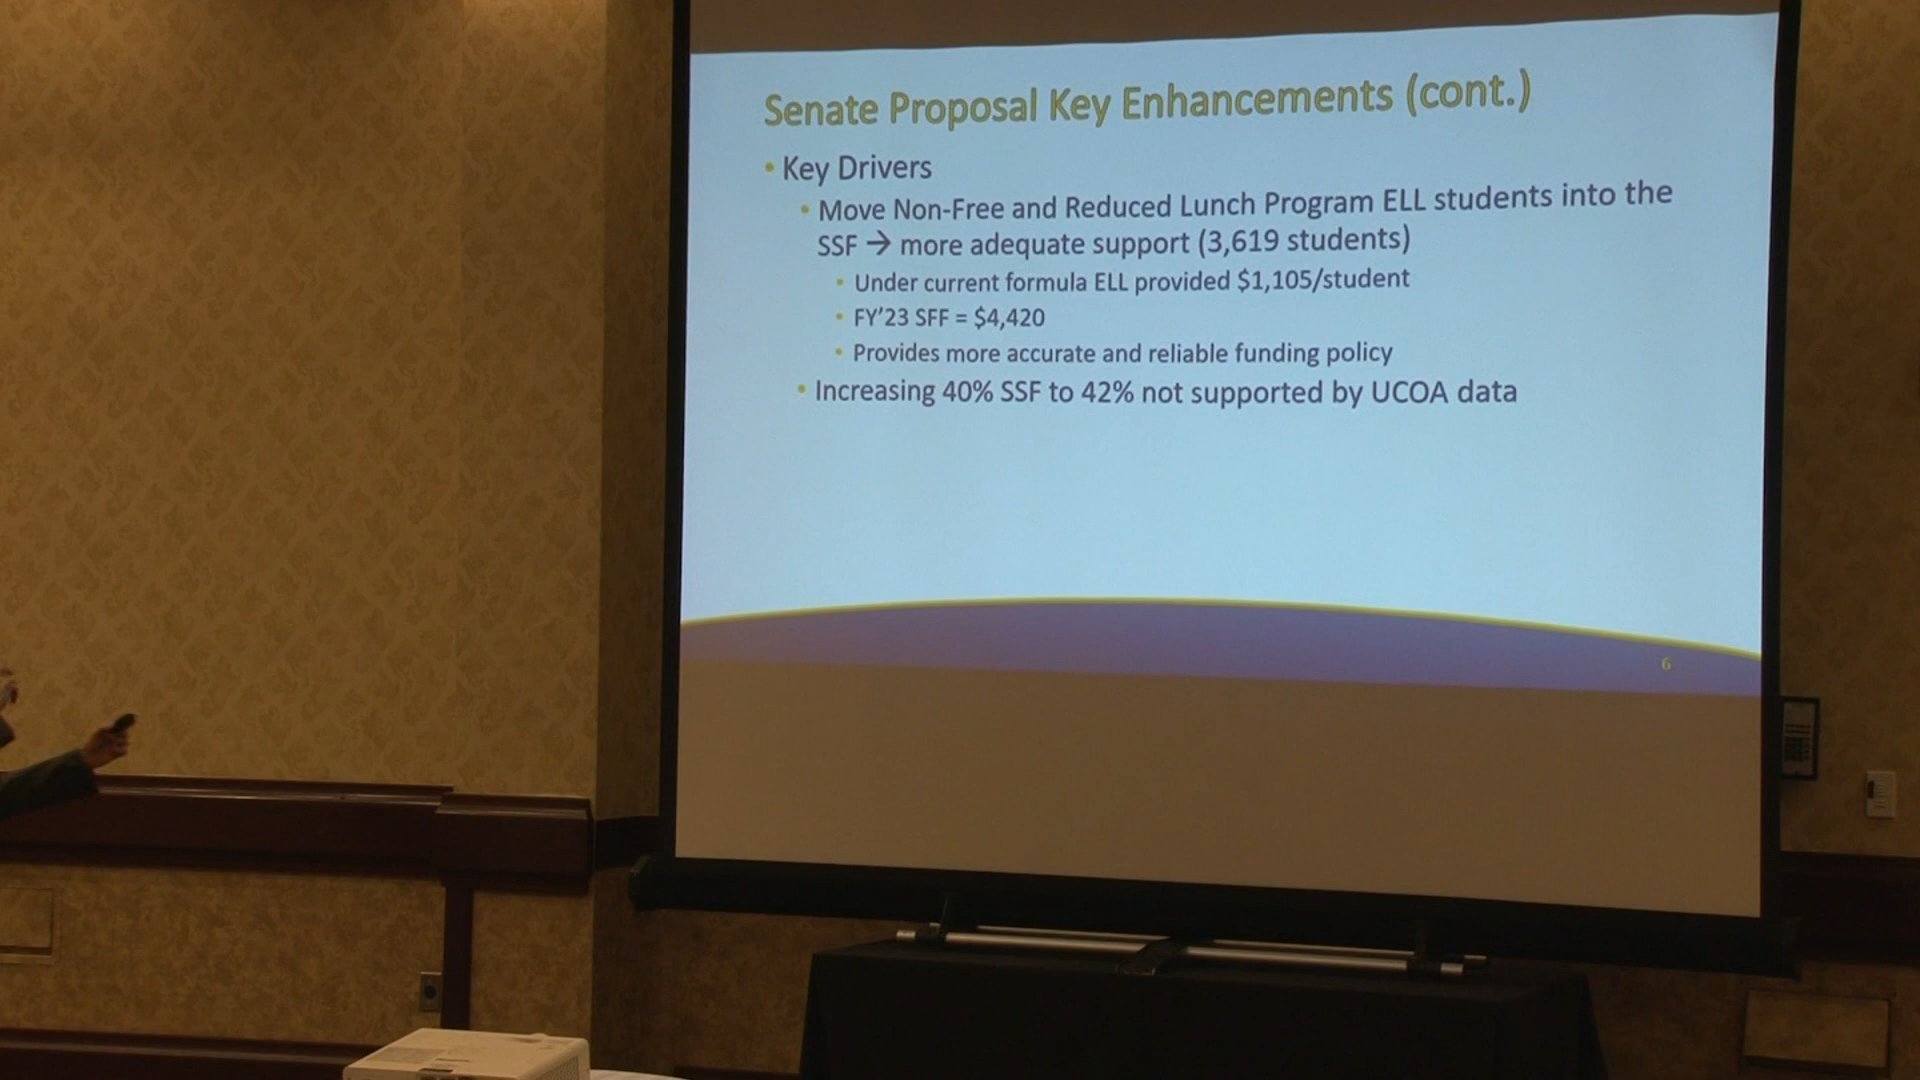 Senate Proposal Key Enhancements (cont.)
• Key Drivers
• Move Non-Free and Reduced Lunch Program ELL students into the
SSF → more adequate support (3,619 students)
• Under current formula ELL provided $1,105/student
• FY'23 SFF = $4,420
• Provides more accurate and reliable funding policy
• Increasing 40% SSF to 42% not supported by UCOA data
6